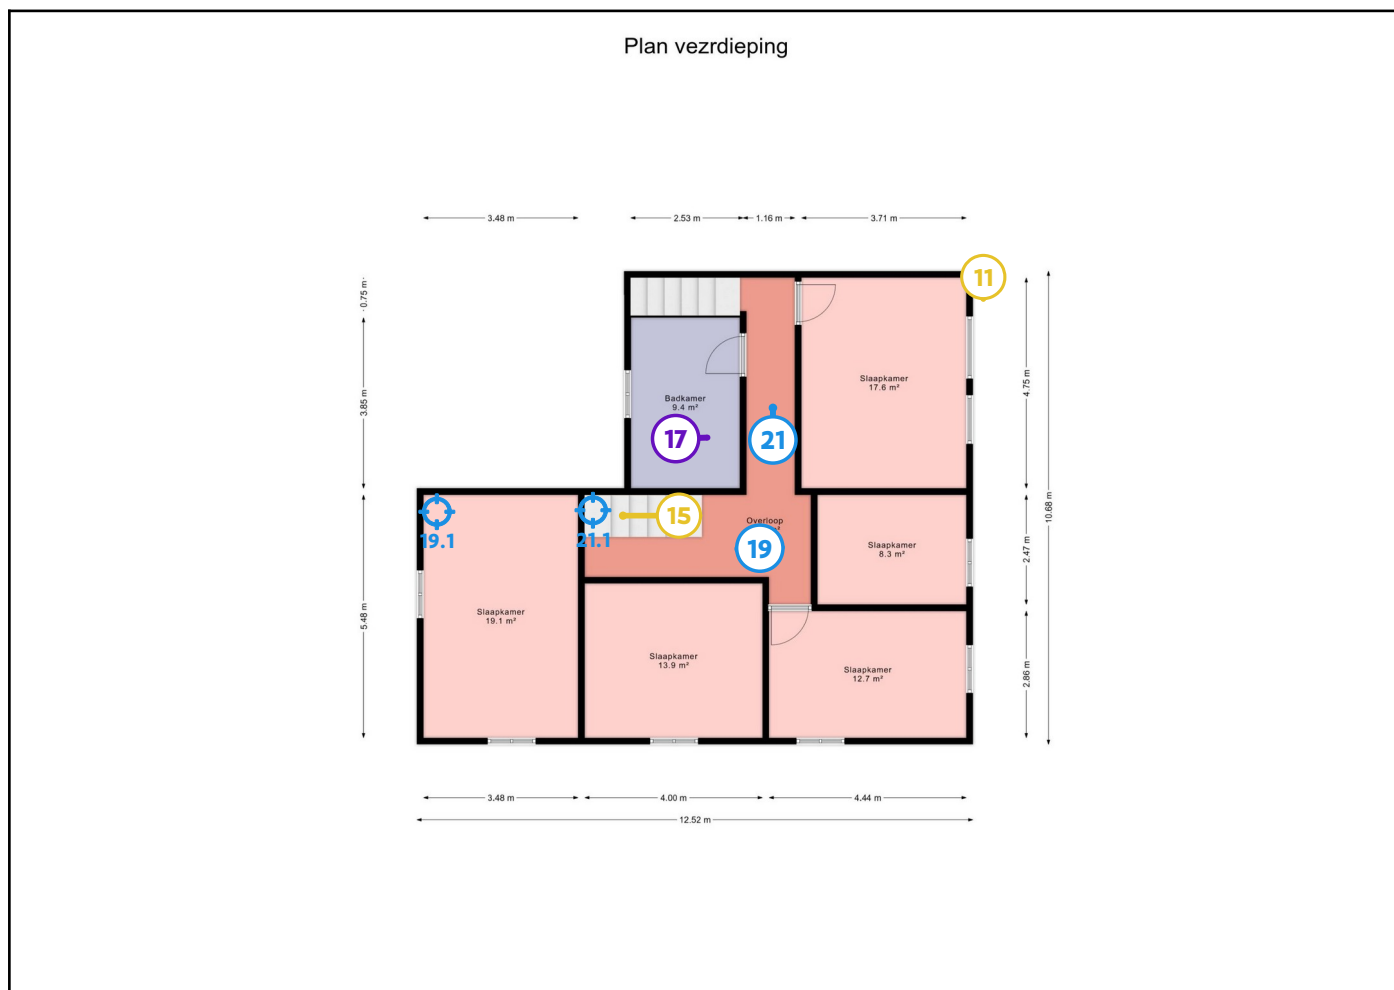 Plan vezrdieping
3.48 m
2.53 m
1.16 m
3.71 m
11
0.75 m
3.85 m
4.75 m
Slaapkamer
17.6 m²
Badkamer
9.4 m²
17
21
10.68 m
19.1
21.1
15
Overloop
19
Slaapkamer
8.3 m²
2.47 m
5.48 m
Slaapkamer
19.1 m²
Slaapkamer
13.9 m²
Slaapkamer
12.7 m²
2.86 m
3.48 m
4.00 m
4.44 m
12.52 m